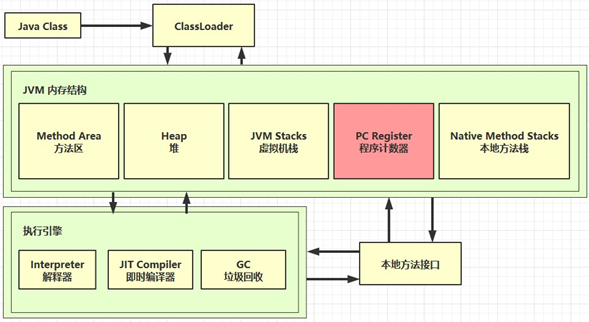 Java Class
ClassLoader
JVM 内存结构
Method Area
方法区
Heap
堆
JVM Stacks
虚拟机栈
PC Register
程序计数器
Native Method Stacks
本地方法栈
执行引擎
Interpreter
解释器
JIT Compiler
即时编译器
GC
垃圾回收
本地方法接口